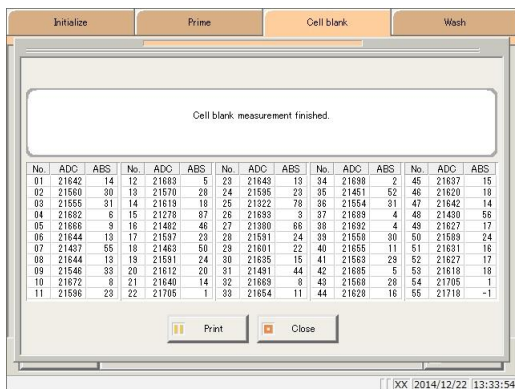 Initialize Prime Cell blank Wash
Cell blank measurement finished.
No. ADC ABS No. ADC ABS No. ADC ABS No. ADC ABS No. ADC ABS
01 21642 14 12 21683 5 23 21643 13 34 21698 2 45 21637 15
02 21560 30 13 21570 28 24 21595 23 35 21451 52 46 21620 18
03 21555 31 14 21619 18 25 21322 78 36 21554 31 47 21642 14
04 21682 6 15 21278 87 26 21693 3 37 21689 4 48 21430 56
05 21666 9 16 21482 46 27 21380 66 38 21692 4 49 21627 17
06 21644 13 17 21597 23 28 21591 24 39 21558 30 50 21589 24
07 21437 55 18 21463 50 29 21601 22 40 21655 11 51 21631 16
08 21644 13 19 21591 24 30 21635 15 41 21563 29 52 21627 17
09 21546 33 20 21612 20 31 21491 44 42 21685 5 53 21618 18
10 21672 8 21 21640 14 32 21669 8 43 21568 28 54 21705 1
11 21596 23 22 21705 1 33 21654 11 44 21628 16 55 21718 -1
Print Close
XX 2014/12/22 13:33:54